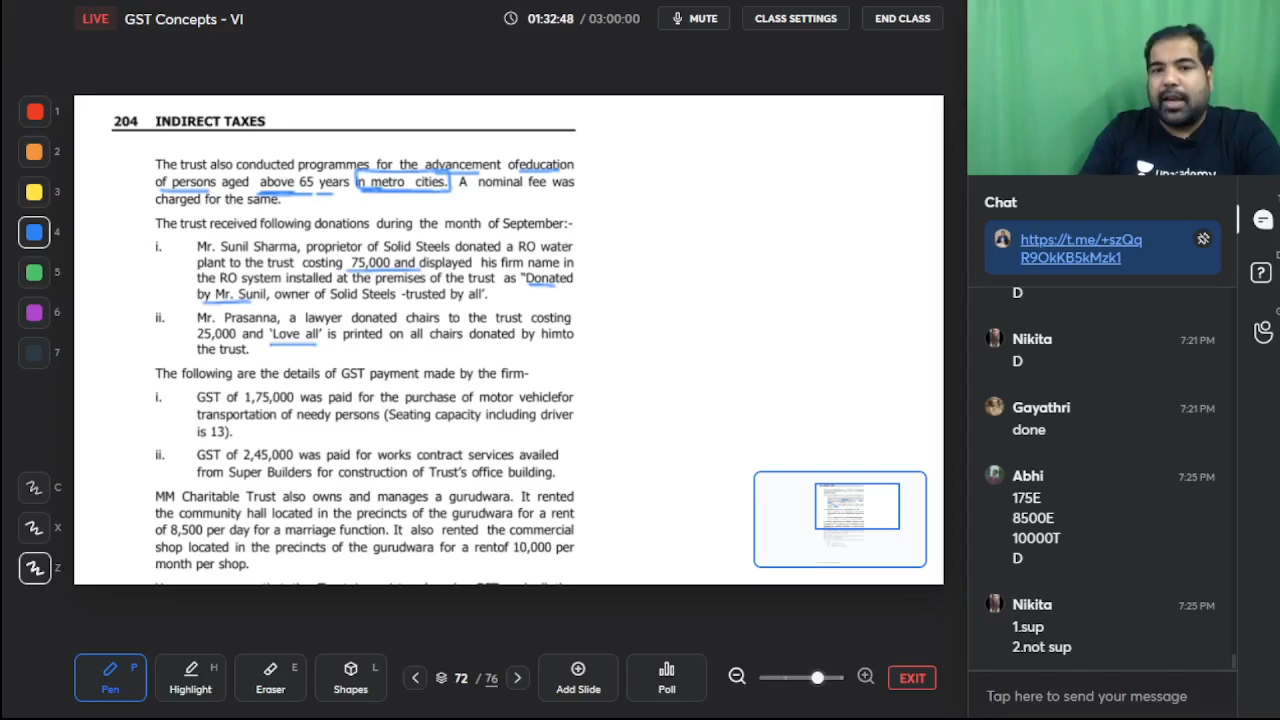 LIVE GST Concepts - VI 01:32:48 / 03:00:00 MUTE CLASS SETTINGS END CLASS
1
2
3
4
5
6
7
C
X
Z
204 INDIRECT TAXES
The trust also conducted programmes for the advancement ofeducation
of persons aged above 65 years in metro cities. A nominal fee was
charged for the same.
The trust received following donations during the month of September:-
i. Mr. Sunil Sharma, proprietor of Solid Steels donated a RO water
plant to the trust costing 75,000 and displayed his firm name in
the RO system installed at the premises of the trust as “Donated
by Mr. Sunil, owner of Solid Steels -trusted by all’.
ii. Mr. Prasanna, a lawyer donated chairs to the trust costing
25,000 and ‘Love all’ is printed on all chairs donated by himto
the trust.
The following are the details of GST payment made by the firm-
i. GST of 1,75,000 was paid for the purchase of motor vehiclefor
transportation of needy persons (Seating capacity including driver
is 13).
ii. GST of 2,45,000 was paid for works contract services availed
from Super Builders for construction of Trust’s office building.
MM Charitable Trust also owns and manages a gurudwara. It rented
the community hall located in the precincts of the gurudwara for a rent
of 8,500 per day for a marriage function. It also rented the commercial
shop located in the precincts of the gurudwara for a rentof 10,000 per
month per shop.
unacademy
Chat
https://t.me/+szQq
R9OkKB5kMzk1
D
Nikita 7:21 PM
D
Gayathri 7:21 PM
done
Abhi 7:25 PM
175E
8500E
10000T
D
Nikita 7:25 PM
1.sup
2.not sup
Tap here to send your message
P H E L
Pen Highlight Eraser Shapes 72 / 76 Add Slide Poll EXIT